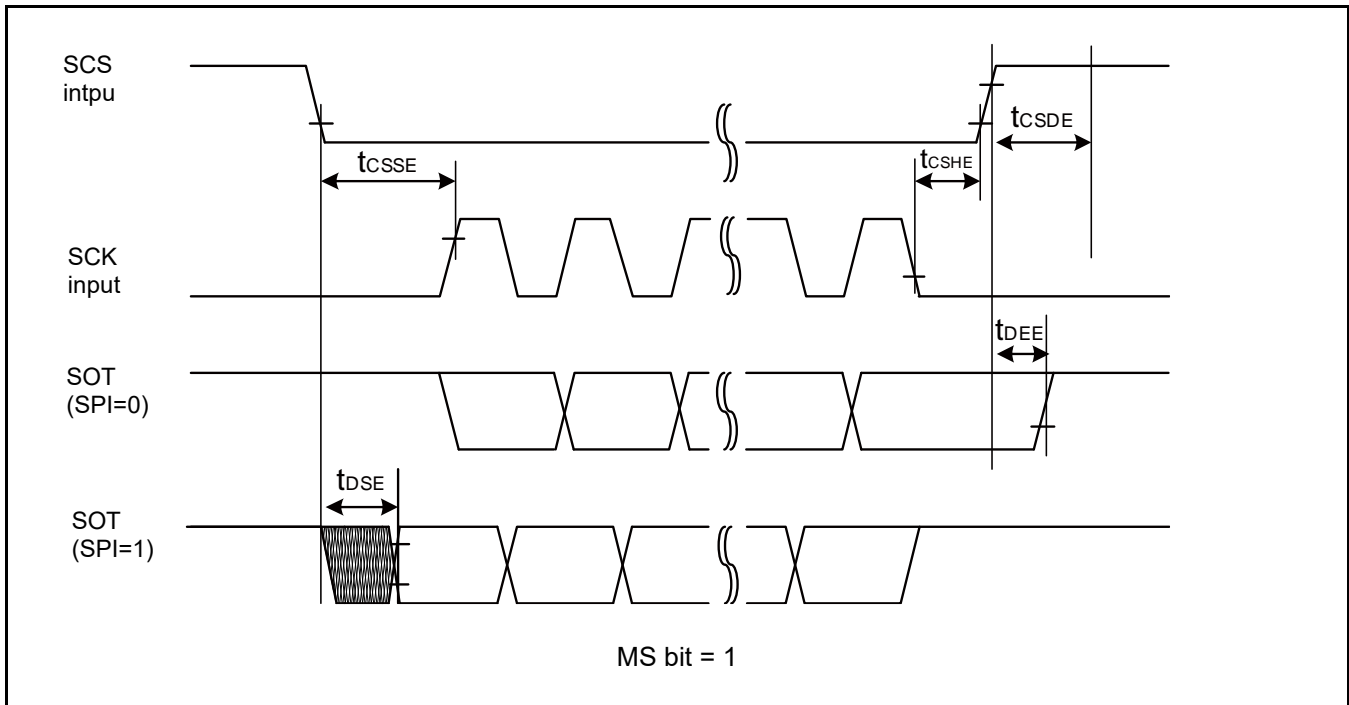 SCS
intpu
tCSDE
tCSSE
tCSHE
SCK
input
tDEE
SOT
(SPI=0)
tDSE
SOT
(SPI=1)
MS bit = 1